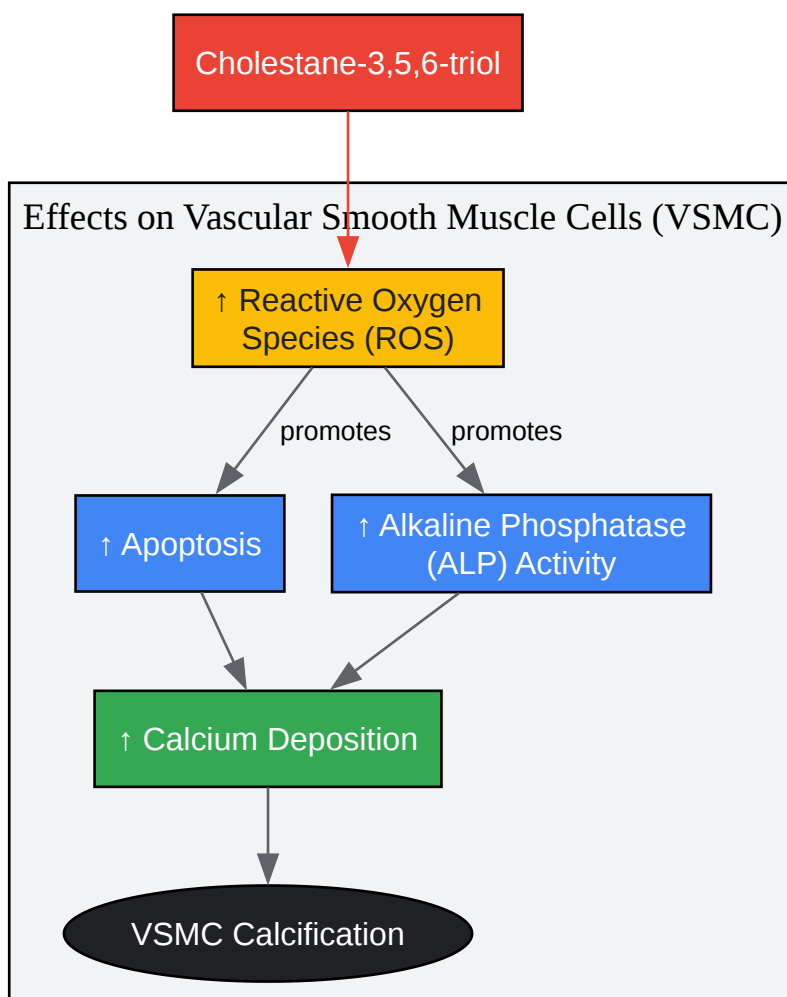 Cholestane-3,5,6-triol
Effects on Vascular Smooth Muscle Cells (VSMC)
↑ Reactive Oxygen
Species (ROS)
promotes
promotes
↑ Apoptosis
↑ Alkaline Phosphatase
(ALP) Activity
↑ Calcium Deposition
VSMC Calcification